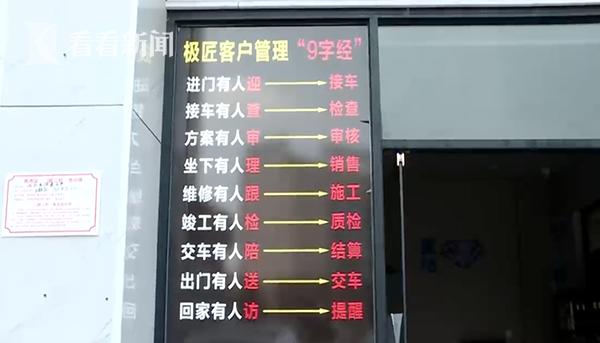 看看新闻
极匠客户管理“9字经”
进门有人迎 接车
接车有人查 检查
方案有人审 审核
坐下有人理 销售
维修有人跟 施工
竣工有人检 质检
交车有人陪 结算
出门有人送 交车
回家有人访 提醒